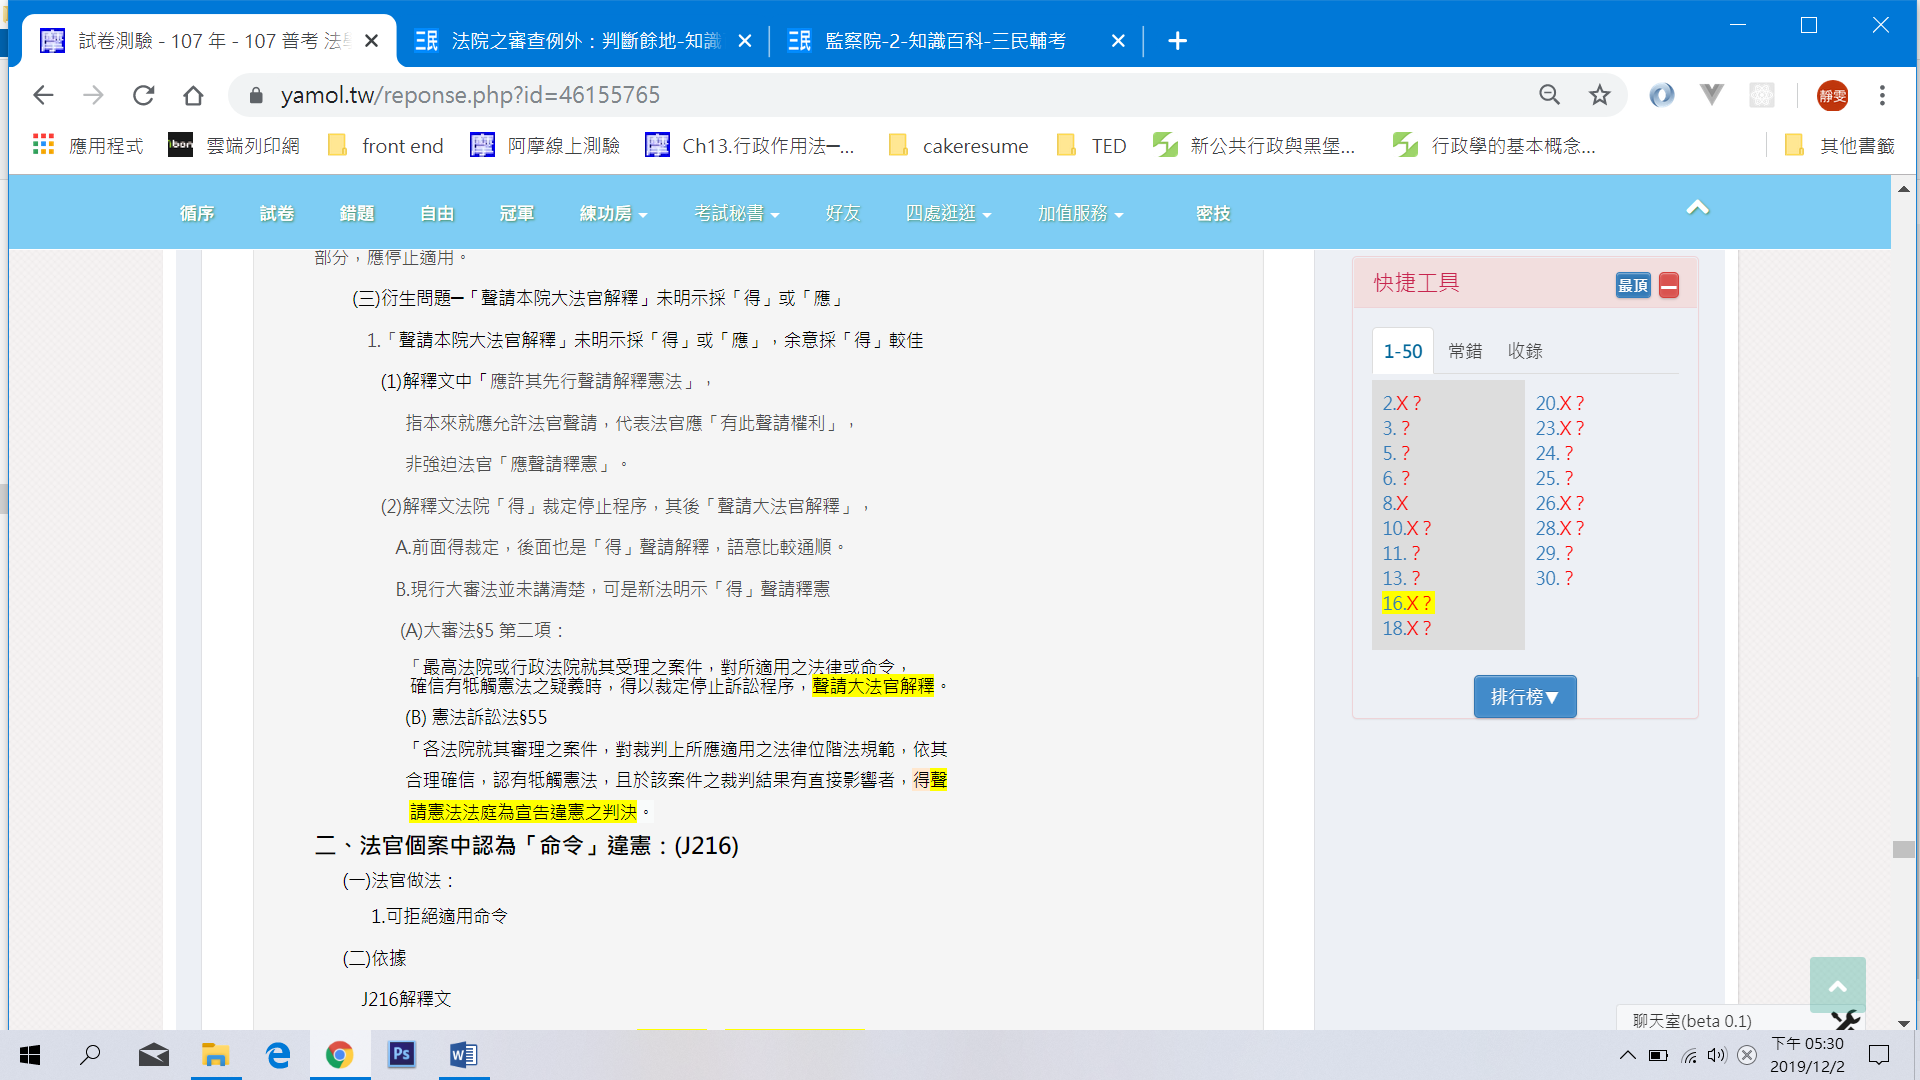 試卷測驗 - 107 年 - 107 普考 法學
三民 法院之審查例外：判斷餘地-知識
三民 監察院-2-知識百科-三民輔考
yamol.tw/reponse.php?id=46155765
靜雯
應用程式 ibon 雲端列印網 front end 摩 阿摩線上測驗 摩 Ch13.行政作用法—... cakeresume TED 新公共行政與黑堡... 行政學的基本概念... 其他書籤
循序 試卷 錯題 自由 冠軍 練功房 考試秘書 好友 四處逛逛 加值服務 密技
部分，應停止適用。
(三)衍生問題─「聲請本院大法官解釋」未明示採「得」或「應」
1.「聲請本院大法官解釋」未明示採「得」或「應」，余意採「得」較佳
(1)解釋文中「應許其先行聲請解釋憲法」，
指本來就應允許法官聲請，代表法官應「有此聲請權利」，
非強迫法官「應聲請釋憲」。
(2)解釋文法院「得」裁定停止程序，其後「聲請大法官解釋」，
A.前面得裁定，後面也是「得」聲請解釋，語意比較通順。
B.現行大審法並未講清楚，可是新法明示「得」聲請釋憲
(A)大審法§5 第二項：
「最高法院或行政法院就其受理之案件，對所適用之法律或命令，
確信有牴觸憲法之疑義時，得以裁定停止訴訟程序，聲請大法官解釋。
(B) 憲法訴訟法§55
「各法院就其審理之案件，對裁判上所應適用之法律位階法規範，依其
合理確信，認有牴觸憲法，且於該案件之裁判結果有直接影響者，得聲
請憲法法庭為宣告違憲之判決。
二、法官個案中認為「命令」違憲：(J216)
(一)法官做法：
1.可拒絕適用命令
(二)依據
J216解釋文
快捷工具 最頂
1-50 常錯 收錄
2.X ?
3. ?
5. ?
6. ?
8.X
10.X ?
11. ?
13. ?
16.X ?
18.X ?
20.X ?
23.X ?
24. ?
25. ?
26.X ?
28.X ?
29. ?
30. ?
排行榜▼
聊天室(beta 0.1)
Ps
下午 05:30
2019/12/2